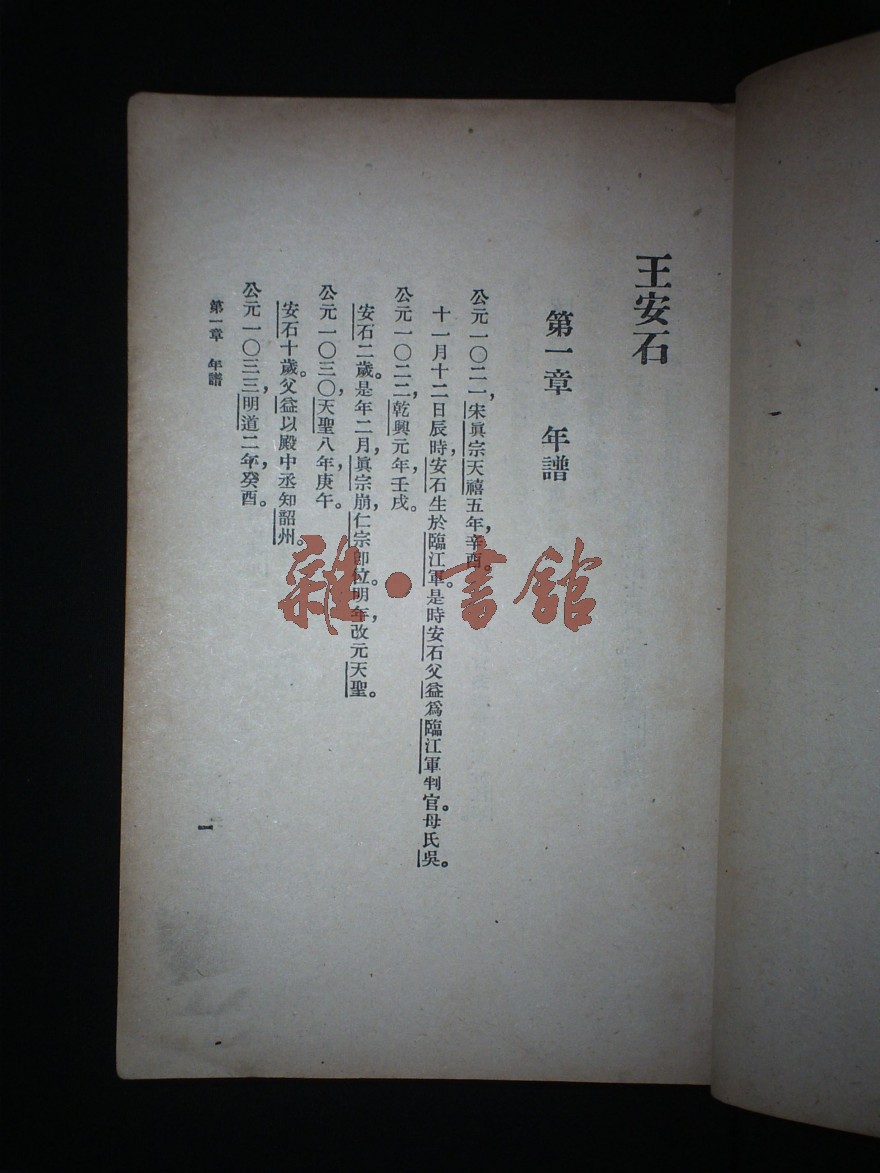 王安石
第一章 年譜
公元一〇二一，宋眞宗天禧五年，辛酉。
十一月十二日辰時，安石生於臨江軍。是時安石父益爲臨江軍判官。母氏吳。
公元一〇二二，乾興元年，壬戌。
安石二歲。是年二月，眞宗崩，仁宗卽位。明年，改元天聖。
公元一〇三〇，天聖八年，庚午。
安石十歲。父益以殿中丞知韶州。
公元一〇三三，明道二年，癸酉。
第一章 年譜
一
雜·書館